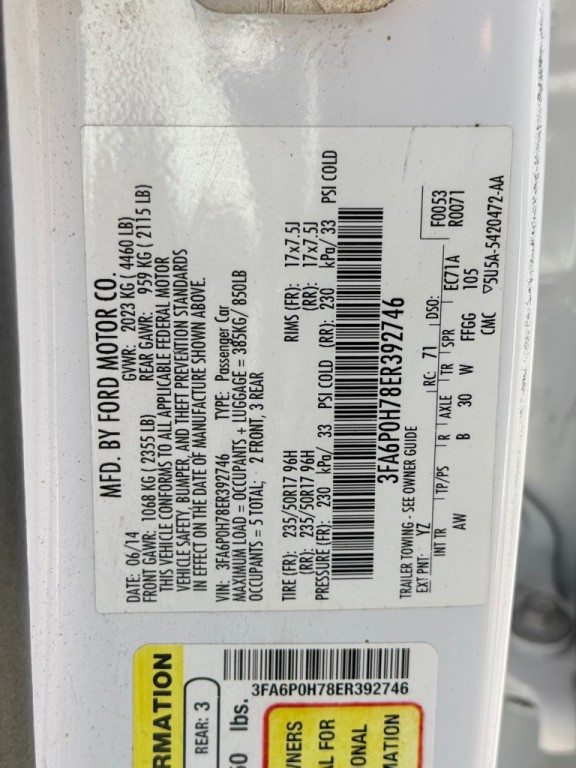 MFD. BY FORD MOTOR CO.
DATE: 06/14 GVWR: 2023 KG ( 4460 LB)
FRONT GAWR: 1068 KG ( 2355 LB) REAR GAWR: 959 KG ( 2115 LB)
THIS VEHICLE CONFORMS TO ALL APPLICABLE FEDERAL MOTOR
VEHICLE SAFETY, BUMPER, AND THEFT PREVENTION STANDARDS
IN EFFECT ON THE DATE OF MANUFACTURE SHOWN ABOVE.
VIN: 3FA6P0H78ER392746 TYPE: Passenger Car
MAXIMUM LOAD = OCCUPANTS + LUGGAGE = 385KG/ 850LB
OCCUPANTS = 5 TOTAL; 2 FRONT, 3 REAR
TIRE (FR): 235/50R17 96H RIMS (FR): 17x7.5J
(RR): 235/50R17 96H (RR): 17x7.5J
PRESSURE (FR): 230 kPa/ 33 PSI COLD (RR): 230 kPa/ 33 PSI COLD
3FA6P0H78ER392746
TRAILER TOWING - SEE OWNER GUIDE
EXT PNT: YZ RC: 71 DSO: F0053
R0071
INT TR TP/PS R AXLE TR SPR EC71A
AW B 30 W FFGG 105
CMC ▽5U5A-5420472-AA
RMATION
REAR: 3
60 lbs.
3FA6P0H78ER392746
NERS
L FOR
ONAL
MATION